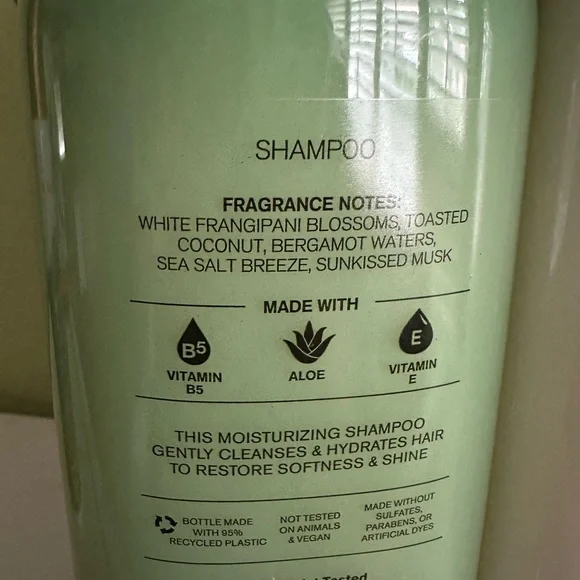 SHAMPOO
FRAGRANCE NOTES:
WHITE FRANGIPANI BLOSSOMS, TOASTED
COCONUT, BERGAMOT WATERS,
SEA SALT BREEZE, SUNKISSED MUSK
MADE WITH
B5
VITAMIN
B5
ALOE
E
VITAMIN
E
THIS MOISTURIZING SHAMPOO
GENTLY CLEANSES & HYDRATES HAIR
TO RESTORE SOFTNESS & SHINE
BOTTLE MADE
WITH 95%
RECYCLED PLASTIC
NOT TESTED
ON ANIMALS
& VEGAN
MADE WITHOUT
SULFATES,
PARABENS, OR
ARTIFICIAL DYES
Tested